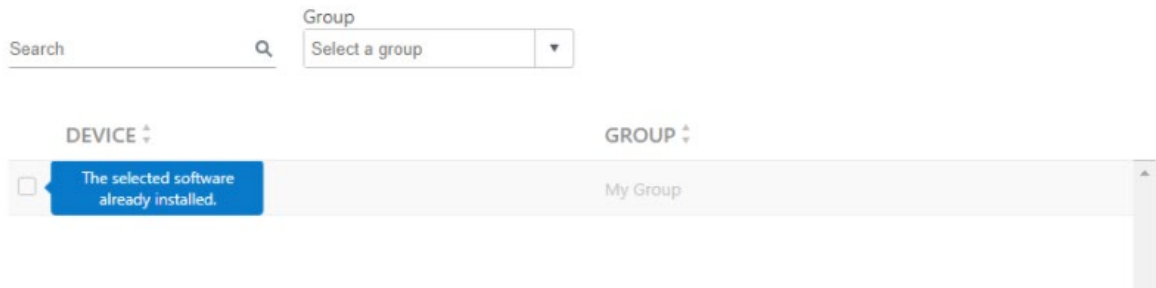 Group
Search
Select a group
DEVICE
GROUP
The selected software
already installed.
My Group